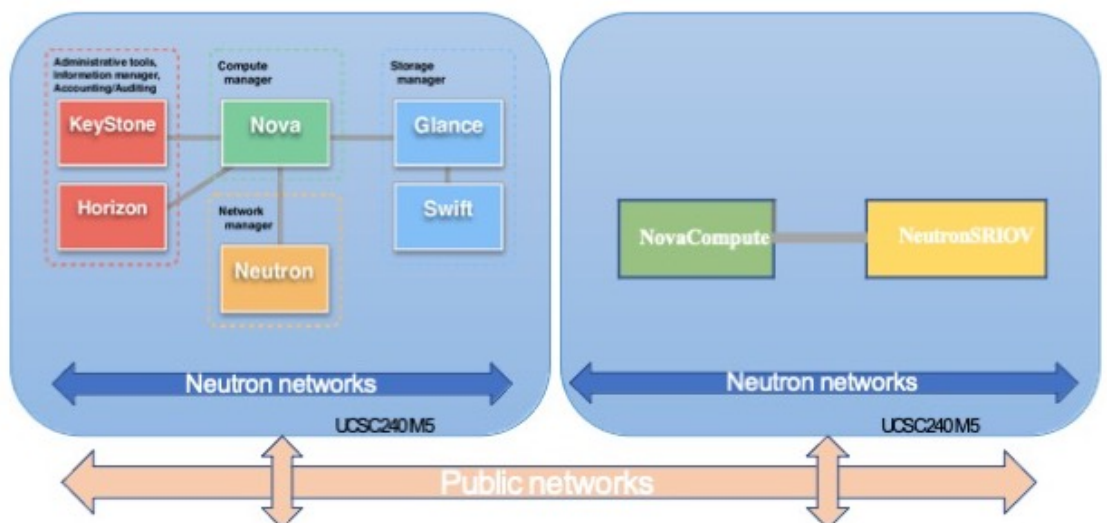 Administrative tools,
Information manager,
Accounting/Auditing
KeyStone
Horizon
Compute
manager
Nova
Network
manager
Neutron
Storage
manager
Glance
Swift
Neutron networks
UCSC240 M5
NovaCompute
NeutronSRIOV
Neutron networks
UCSC240 M5
Public networks